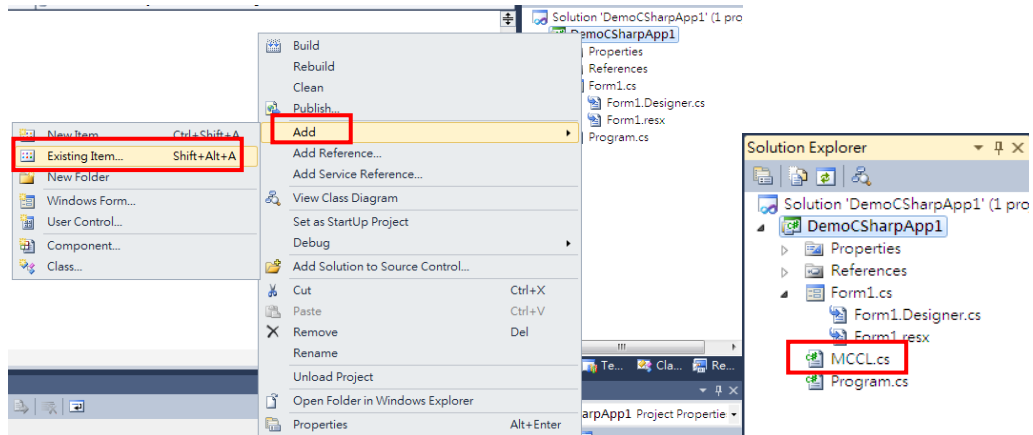 New Item... Ctrl+Shift+A
Existing Item... Shift+Alt+A
New Folder
Windows Form...
User Control...
Component...
Class...
Build
Rebuild
Clean
Publish...
Add
Add Reference...
Add Service Reference...
View Class Diagram
Set as StartUp Project
Debug
Add Solution to Source Control...
Cut Ctrl+X
Paste Ctrl+V
Remove Del
Rename
Unload Project
Open Folder in Windows Explorer
Properties Alt+Enter
Solution 'DemoCSharpApp1' (1 pro
DemoCSharpApp1
Properties
References
Form1.cs
Form1.Designer.cs
Form1.resx
Program.cs
Te... Cla... Re...
arpApp1 Project Propertie
Solution Explorer
Solution 'DemoCSharpApp1' (1 pro
DemoCSharpApp1
Properties
References
Form1.cs
Form1.Designer.cs
Form1.resx
MCCL.cs
Program.cs